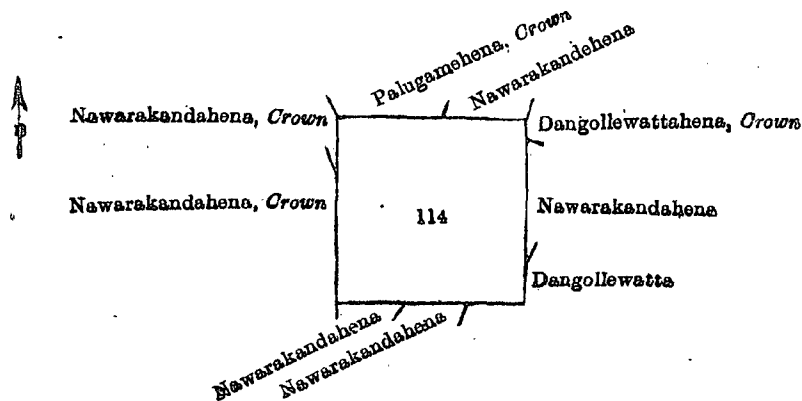 Palugamehena, Crown
Nawarakandehena
Nawarakandahena, Crown
Dangollewattahena, Crown
Nawarakandahena, Crown
114
Nawarakandahena
Dangollewatta
Nawarakandahena
Nawarakandahena